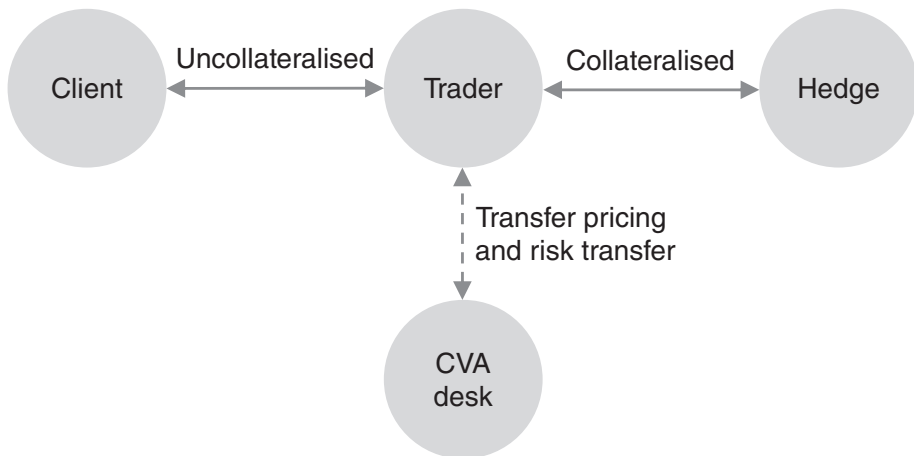 Client
Uncollateralised
Trader
Collateralised
Hedge
Transfer pricing
and risk transfer
CVA
desk